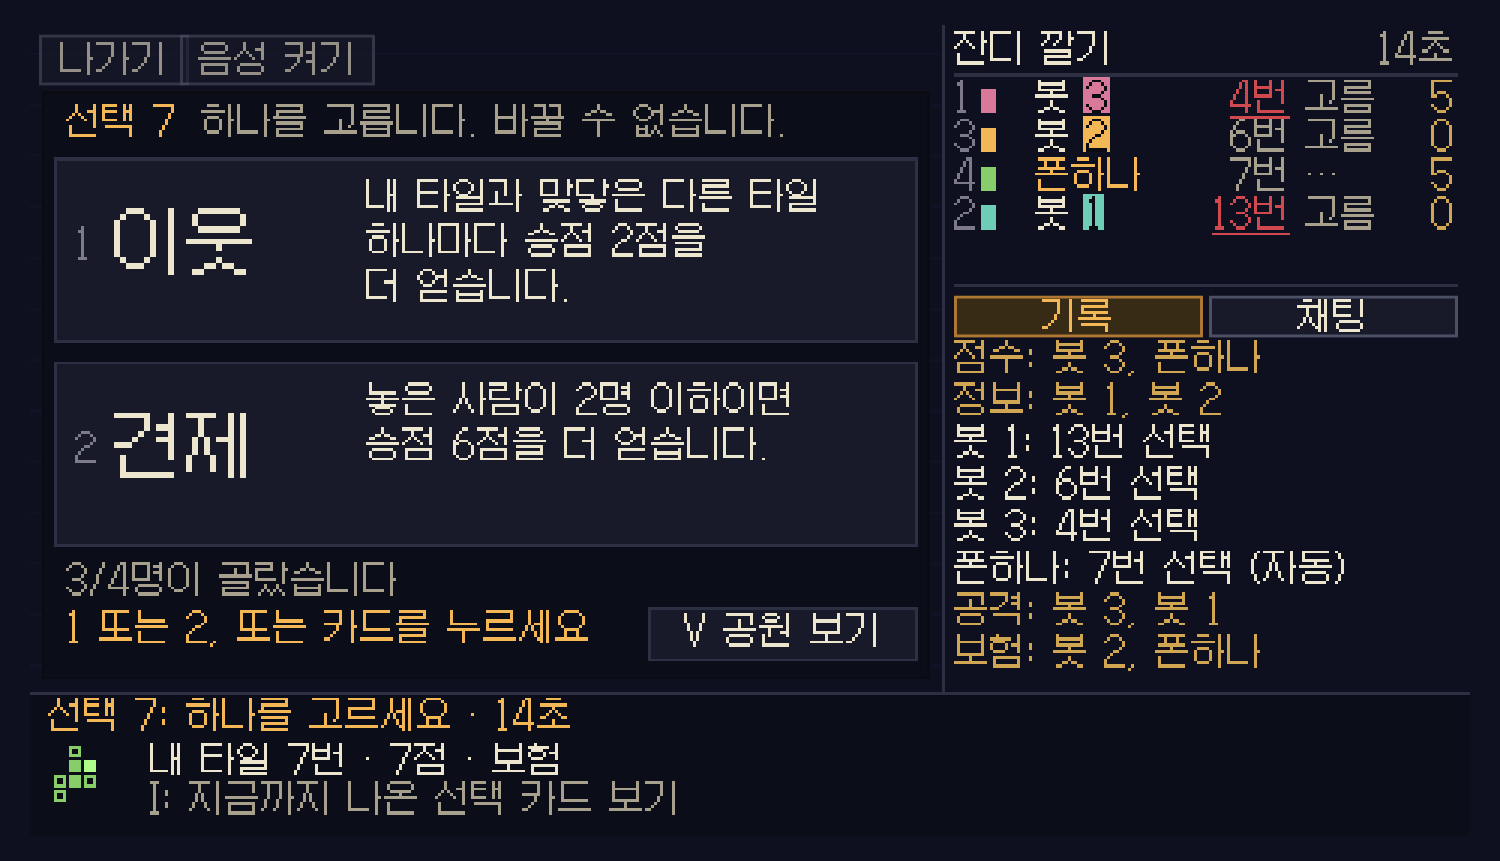 나가기 음성 켜기
선택 7 하나를 고릅니다. 바꿀 수 없습니다.
1 이웃
내 타일과 맞닿은 다른 타일
하나마다 승점 2점을
더 얻습니다.
2 견제
놓은 사람이 2명 이하이면
승점 6점을 더 얻습니다.
3/4명이 골랐습니다
1 또는 2, 또는 카드를 누르세요
V 공원 보기
잔디 깔기 14초
1 봇 3 4번 고름 5
3 봇 2 6번 고름 0
4 폰하나 7번 ... 5
2 봇 1 13번 고름 0
기록 채팅
점수: 봇 3, 폰하나
정보: 봇 1, 봇 2
봇 1: 13번 선택
봇 2: 6번 선택
봇 3: 4번 선택
폰하나: 7번 선택 (자동)
공격: 봇 3, 봇 1
보험: 봇 2, 폰하나
선택 7: 하나를 고르세요 · 14초
내 타일 7번 · 7점 · 보험
I: 지금까지 나온 선택 카드 보기